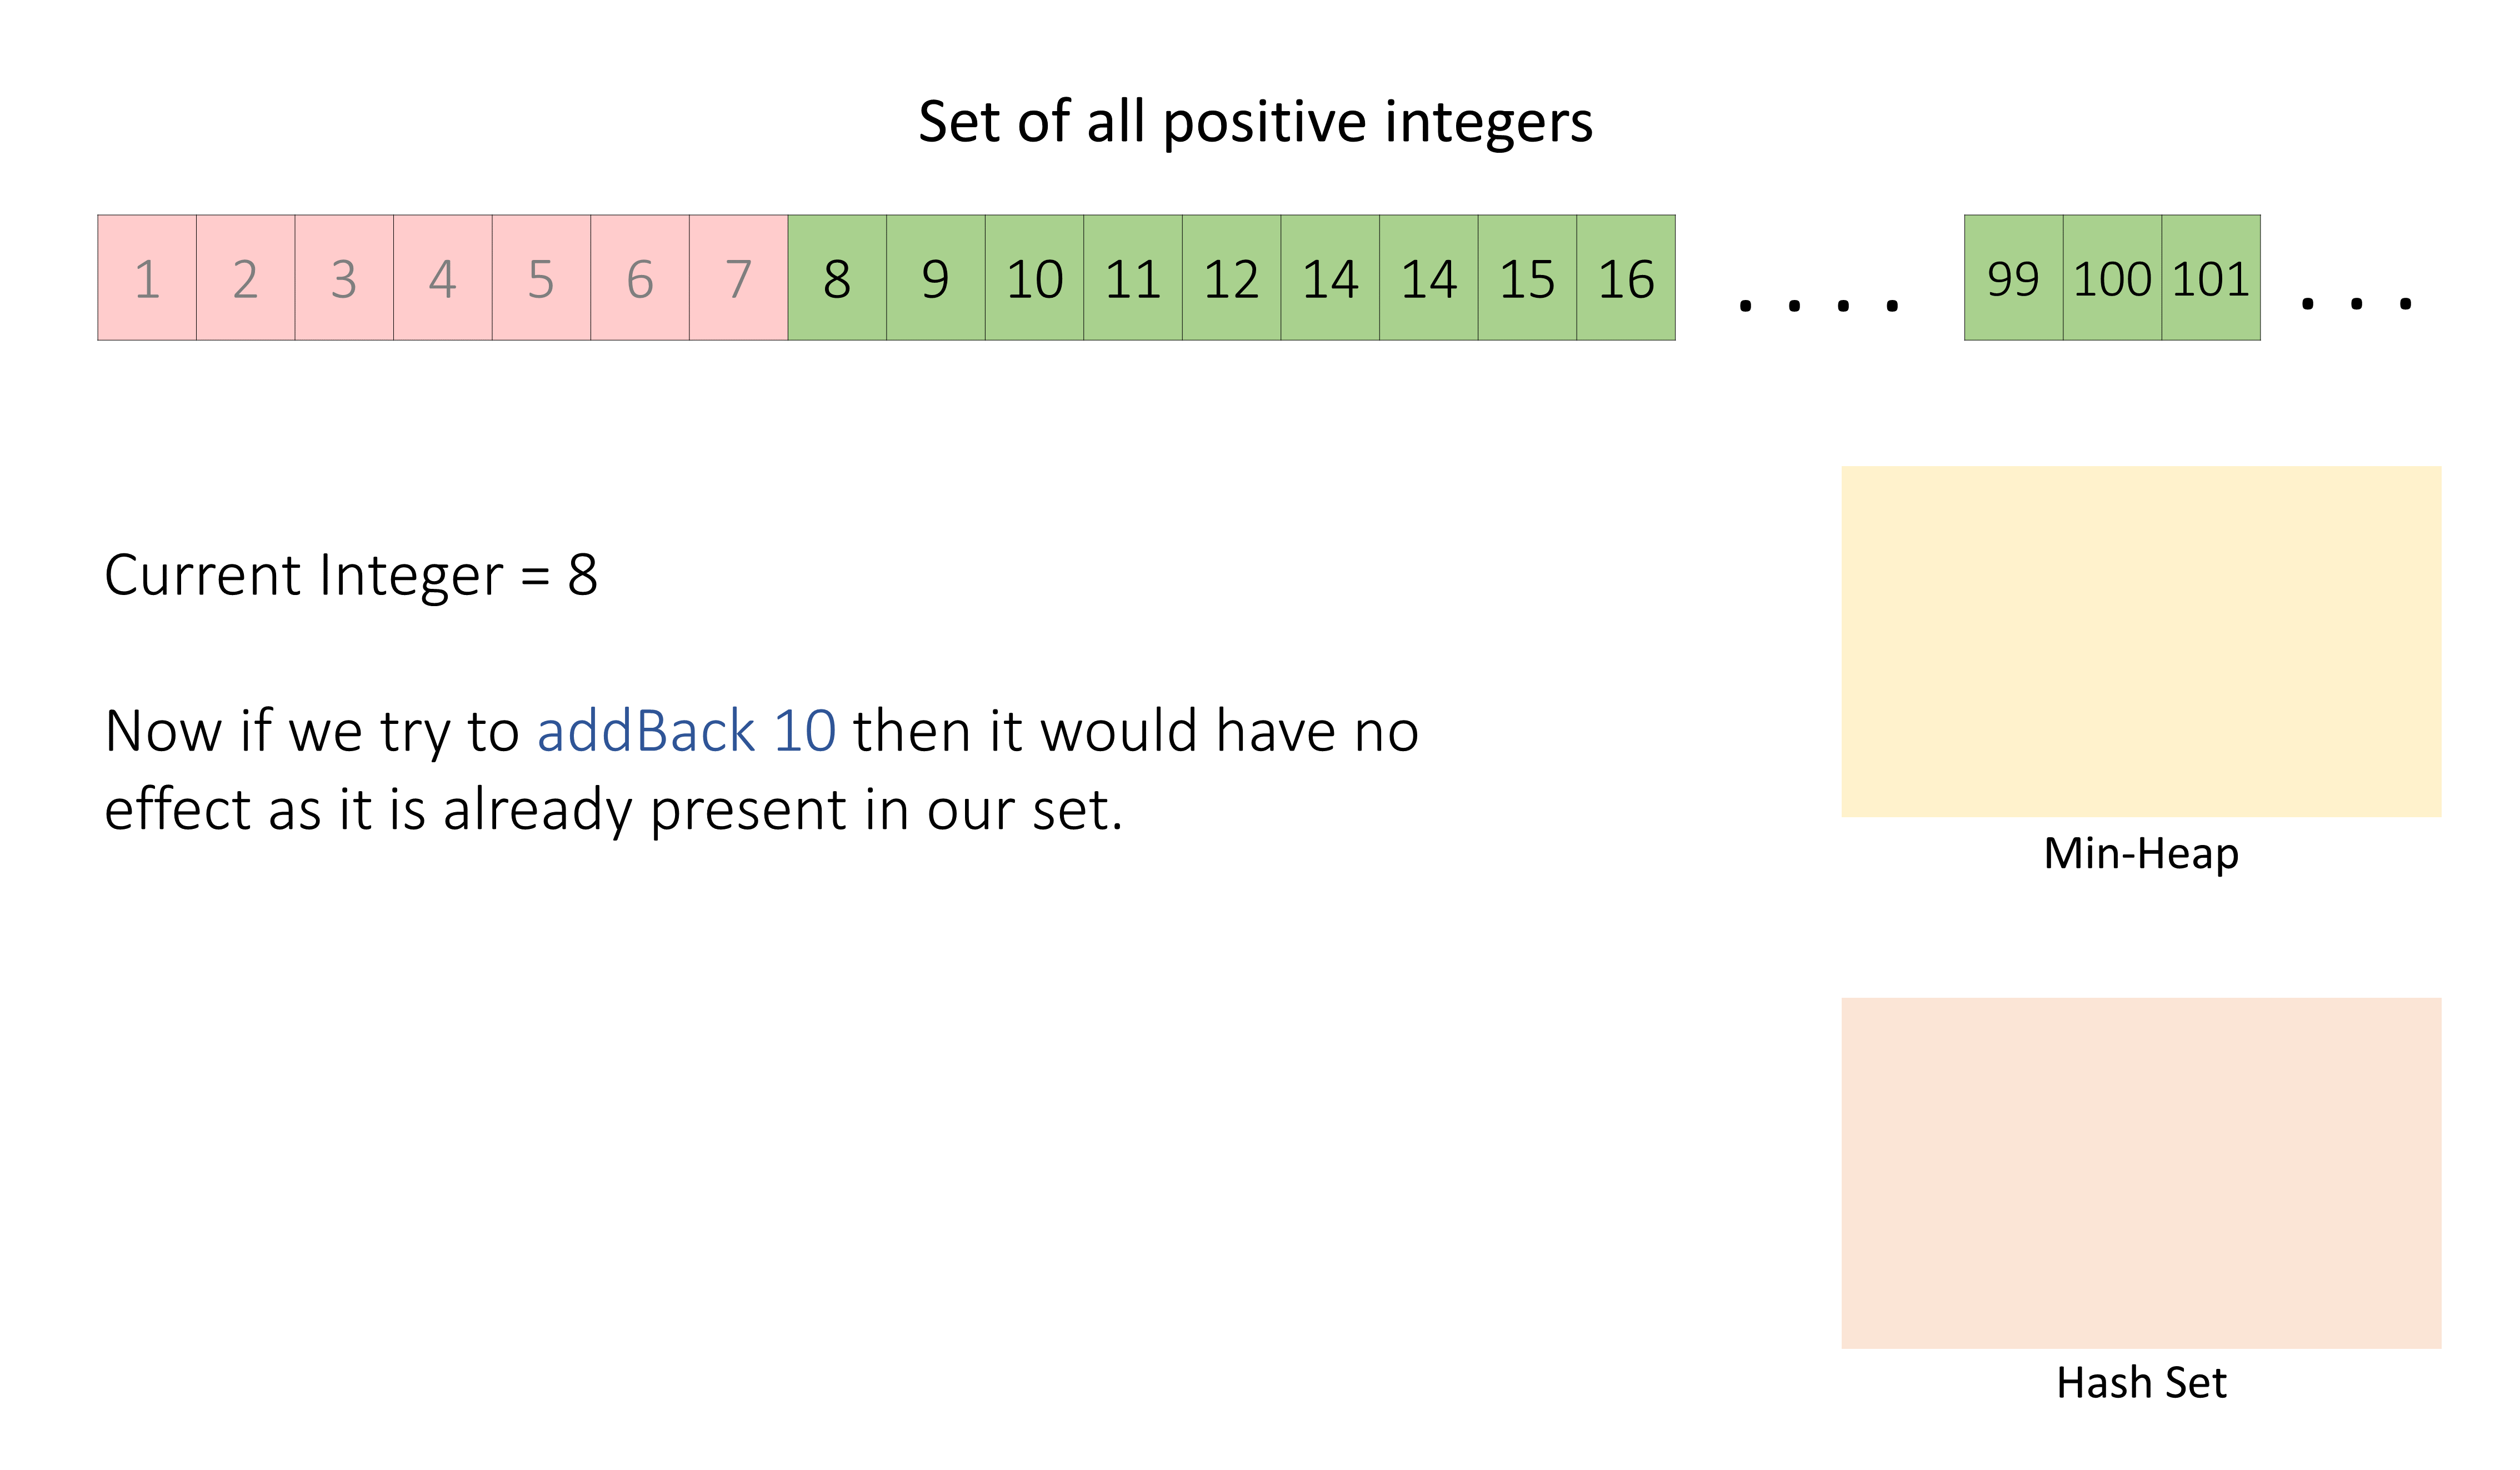 Set of all positive integers
1 2 3 4 5 6 7 8 9 10 11 12 14 14 15 16 . . . . 99 100 101 . . .
Current Integer = 8
Now if we try to addBack 10 then it would have no
effect as it is already present in our set.
Min-Heap
Hash Set